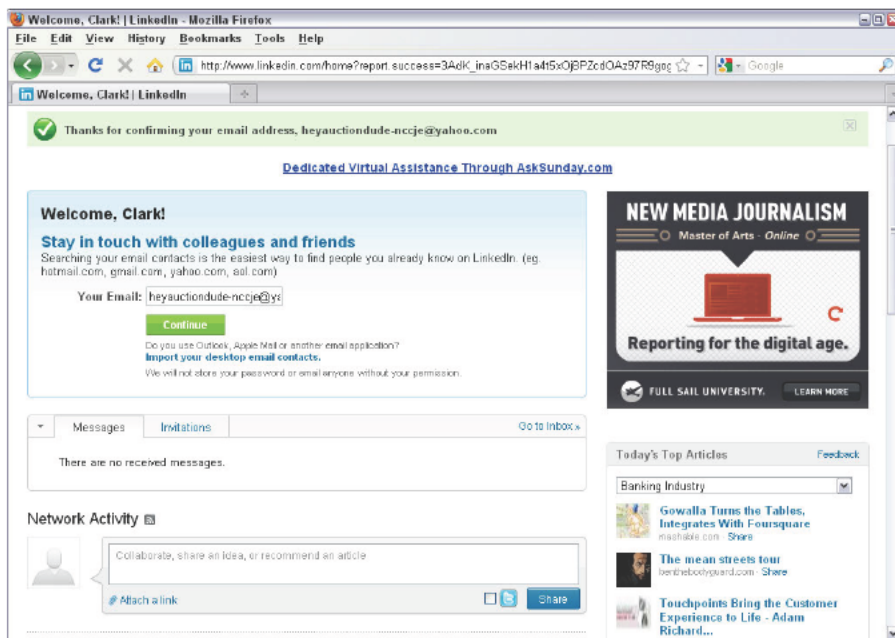 Welcome, Clark! | LinkedIn - Mozilla Firefox
File Edit View History Bookmarks Tools Help
Google
Welcome, Clark! | LinkedIn
Thanks for confirming your email address, heyauctiondude-nccje@yahoo.com
Dedicated Virtual Assistance Through AskSunday.com
Welcome, Clark!
Stay in touch with colleagues and friends
Searching your email contacts is the easiest way to find people you already know on LinkedIn. (eg.
hotmail.com, gmail.com, yahoo.com, aol.com)
Your Email: heyauctiondude-nccje@ya
Continue
Do you use Outlook, Apple Mail or another email application?
Import your desktop email contacts.
We will not store your password or email anyone without your permission.
NEW MEDIA JOURNALISM
Master of Arts - Online
Reporting for the digital age.
FULL SAIL UNIVERSITY. LEARN MORE
Messages Invitations Go to Inbox »
There are no received messages.
Today's Top Articles Feedback
Banking Industry
Gowalla Turns the Tables,
Integrates With Foursquare
mashable.com · Share
The mean streets tour
benthebodyguard.com · Share
Touchpoints Bring the Customer
Experience to Life - Adam
Richard...
Network Activity
Collaborate, share an idea, or recommend an article
Attach a link
Share